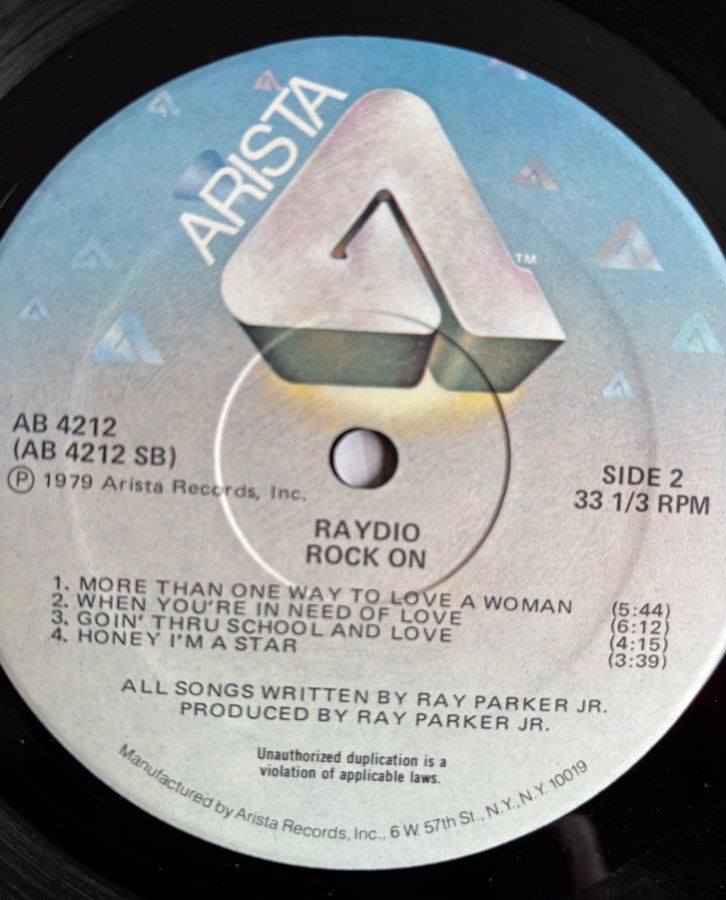 ARISTA
TM
AB 4212
(AB 4212 SB)
Ⓟ 1979 Arista Records, Inc.
SIDE 2
33 1/3 RPM
RAYDIO
ROCK ON
1. MORE THAN ONE WAY TO LOVE A WOMAN (5:44)
2. WHEN YOU'RE IN NEED OF LOVE (6:12)
3. GOIN' THRU SCHOOL AND LOVE (4:15)
4. HONEY I'M A STAR (3:39)
ALL SONGS WRITTEN BY RAY PARKER JR.
PRODUCED BY RAY PARKER JR.
Unauthorized duplication is a
violation of applicable laws.
Manufactured by Arista Records, Inc., 6 W. 57th St., N.Y., N.Y. 10019